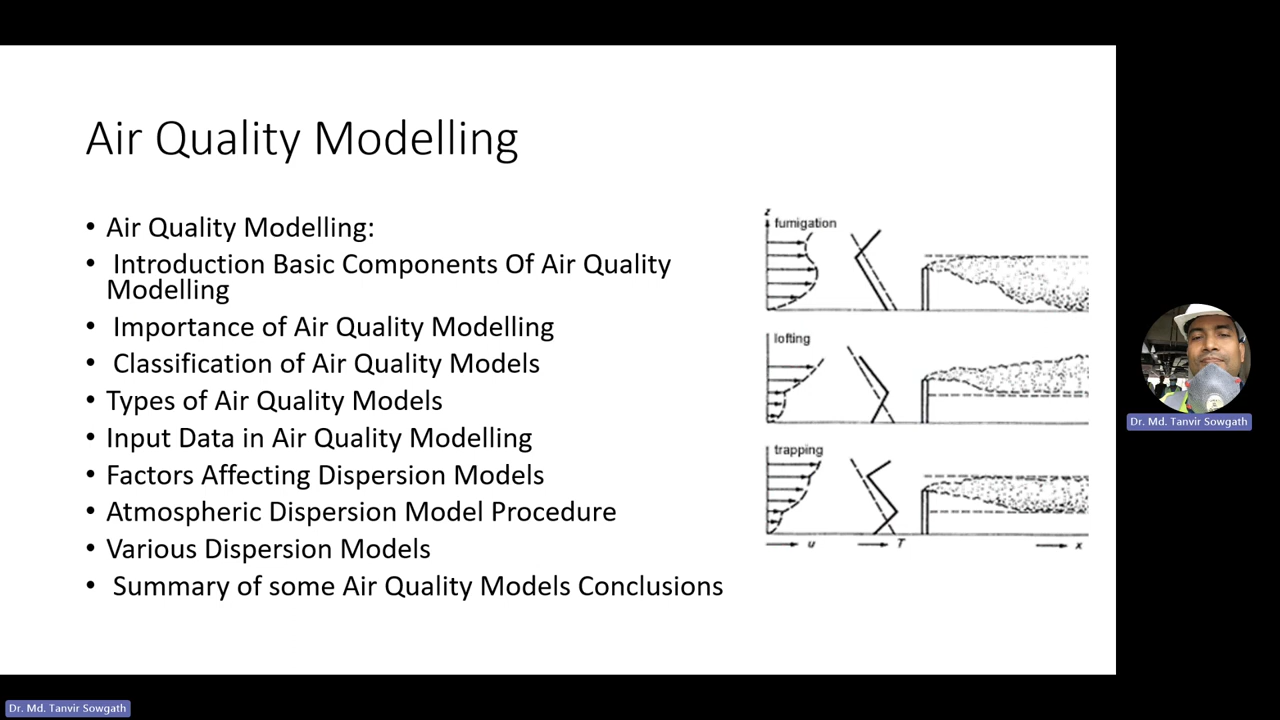 Air Quality Modelling
• Air Quality Modelling:
• Introduction Basic Components Of Air Quality
Modelling
• Importance of Air Quality Modelling
• Classification of Air Quality Models
• Types of Air Quality Models
• Input Data in Air Quality Modelling
• Factors Affecting Dispersion Models
• Atmospheric Dispersion Model Procedure
• Various Dispersion Models
• Summary of some Air Quality Models Conclusions
z
fumigation
lofting
trapping
u T x
Dr. Md. Tanvir Sowgath
Dr. Md. Tanvir Sowgath